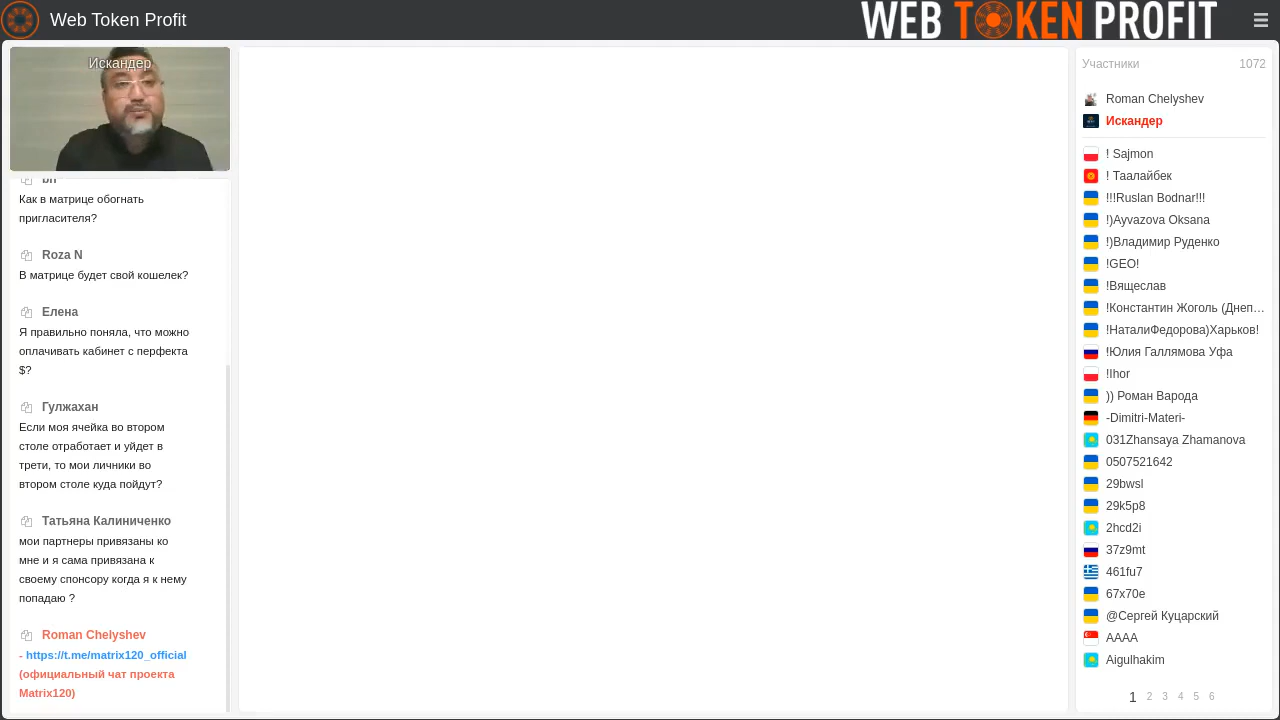 Web Token Profit
WEB TOKEN PROFIT
Искандер
bn
Как в матрице обогнать
пригласителя?
Roza N
В матрице будет свой кошелек?
Елена
Я правильно поняла, что можно
оплачивать кабинет с перфекта
$?
Гулжахан
Если моя ячейка во втором
столе отработает и уйдет в
трети, то мои личники во
втором столе куда пойдут?
Татьяна Калиниченко
мои партнеры привязаны ко
мне и я сама привязана к
своему спонсору когда я к нему
попадаю ?
Roman Chelyshev
- https://t.me/matrix120_official
(официальный чат проекта
Matrix120)
Участники 1072
Roman Chelyshev
Искандер
! Sajmon
! Таалайбек
!!!Ruslan Bodnar!!!
!)Ayvazova Oksana
!)Владимир Руденко
!GEO!
!Вящеслав
!Константин Жоголь (Днеп…
!НаталиФедорова)Харьков!
!Юлия Галлямова Уфа
!Ihor
)) Роман Варода
-Dimitri-Materi-
031Zhansaya Zhamanova
0507521642
29bwsl
29k5p8
2hcd2i
37z9mt
461fu7
67x70e
@Сергей Куцарский
AAAA
Aigulhakim
1 2 3 4 5 6